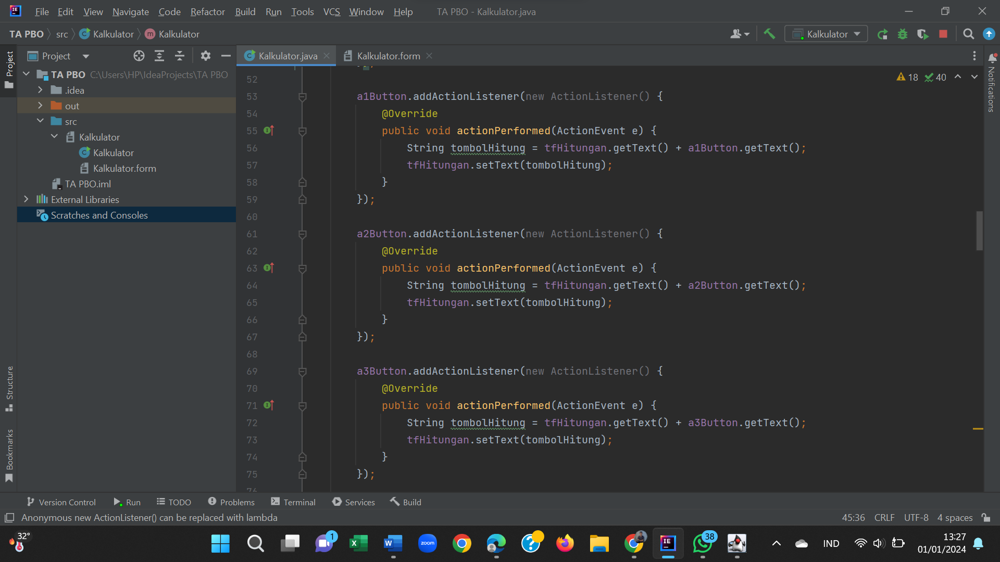 File Edit View Navigate Code Refactor Build Run Tools VCS Window Help TA PBO - Kalkulator.java
TA PBO src Kalkulator Kalkulator
Kalkulator
Project
Kalkulator.java
Kalkulator.form
Project
TA PBO C:\Users\HP\IdeaProjects\TA PBO
.idea
out
src
Kalkulator
Kalkulator
Kalkulator.form
TA PBO.iml
External Libraries
Scratches and Consoles
Structure
Bookmarks
18 40
Notifications
52
53 a1Button.addActionListener(new ActionListener() {
54 @Override
55 public void actionPerformed(ActionEvent e) {
56 String tombolHitung = tfHitungan.getText() + a1Button.getText();
57 tfHitungan.setText(tombolHitung);
58 }
59 });
60
61 a2Button.addActionListener(new ActionListener() {
62 @Override
63 public void actionPerformed(ActionEvent e) {
64 String tombolHitung = tfHitungan.getText() + a2Button.getText();
65 tfHitungan.setText(tombolHitung);
66 }
67 });
68
69 a3Button.addActionListener(new ActionListener() {
70 @Override
71 public void actionPerformed(ActionEvent e) {
72 String tombolHitung = tfHitungan.getText() + a3Button.getText();
73 tfHitungan.setText(tombolHitung);
74 }
75 });
76
Version Control Run TODO Problems Terminal Services Build
Anonymous new ActionListener() can be replaced with lambda
45:36 CRLF UTF-8 4 spaces
32°
1
zoom
38
IND
13:27
01/01/2024